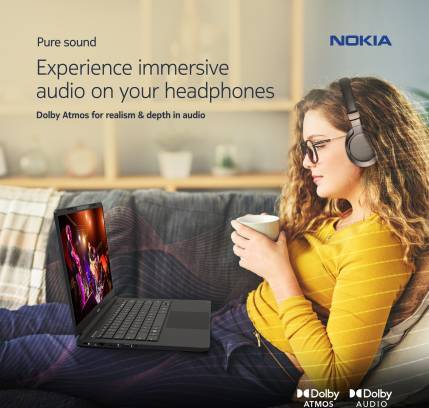 Pure sound
NOKIA
Experience immersive
audio on your headphones
Dolby Atmos for realism & depth in audio
Dolby
ATMOS
Dolby
AUDIO